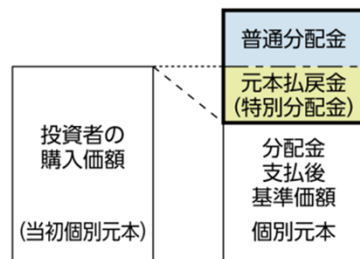 普通分配金
元本払戻金
(特別分配金)
投資者の
購入価額
(当初個別元本)
分配金
支払後
基準価額
個別元本